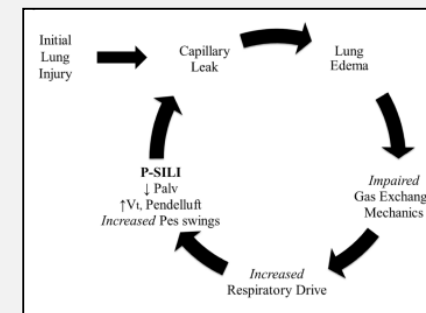 Initial
Lung
Injury
Capillary
Leak
Lung
Edema
Impaired
Gas Exchang
Mechanics
Increased
Respiratory Drive
P-SILI
↓ Palv
↑Vt, Pendelluft
Increased Pes swings